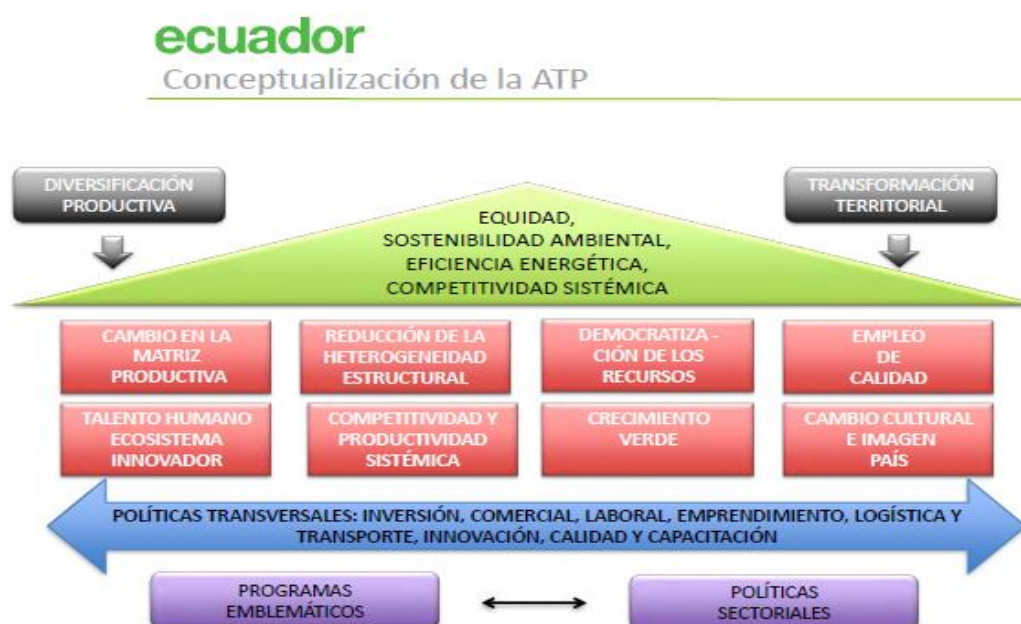 ecuador
Conceptualización de la ATP
DIVERSIFICACIÓN
PRODUCTIVA
TRANSFORMACIÓN
TERRITORIAL
EQUIDAD,
SOSTENIBILIDAD AMBIENTAL,
EFICIENCIA ENERGÉTICA,
COMPETITIVIDAD SISTÉMICA
CAMBIO EN LA
MATRIZ
PRODUCTIVA
REDUCCIÓN DE LA
HETEROGENEIDAD
ESTRUCTURAL
DEMOCRATIZA -
CIÓN DE LOS
RECURSOS
EMPLEO
DE
CALIDAD
TALENTO HUMANO
ECOSISTEMA
INNOVADOR
COMPETITIVIDAD Y
PRODUCTIVIDAD
SISTÉMICA
CRECIMIENTO
VERDE
CAMBIO CULTURAL
E IMAGEN
PAÍS
POLÍTICAS TRANSVERSALES: INVERSIÓN, COMERCIAL, LABORAL, EMPRENDIMIENTO, LOGÍSTICA Y
TRANSPORTE, INNOVACIÓN, CALIDAD Y CAPACITACIÓN
PROGRAMAS
EMBLEMÁTICOS
POLÍTICAS
SECTORIALES